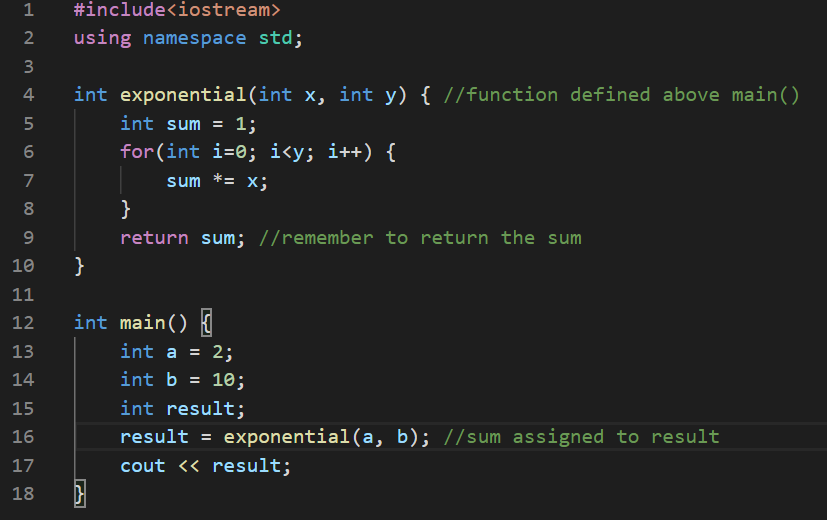 1 #include<iostream>
2 using namespace std;
3
4 int exponential(int x, int y) { //function defined above main()
5     int sum = 1;
6     for(int i=0; i<y; i++) {
7         sum *= x;
8     }
9     return sum; //remember to return the sum
10 }
11
12 int main() {
13     int a = 2;
14     int b = 10;
15     int result;
16     result = exponential(a, b); //sum assigned to result
17     cout << result;
18 }